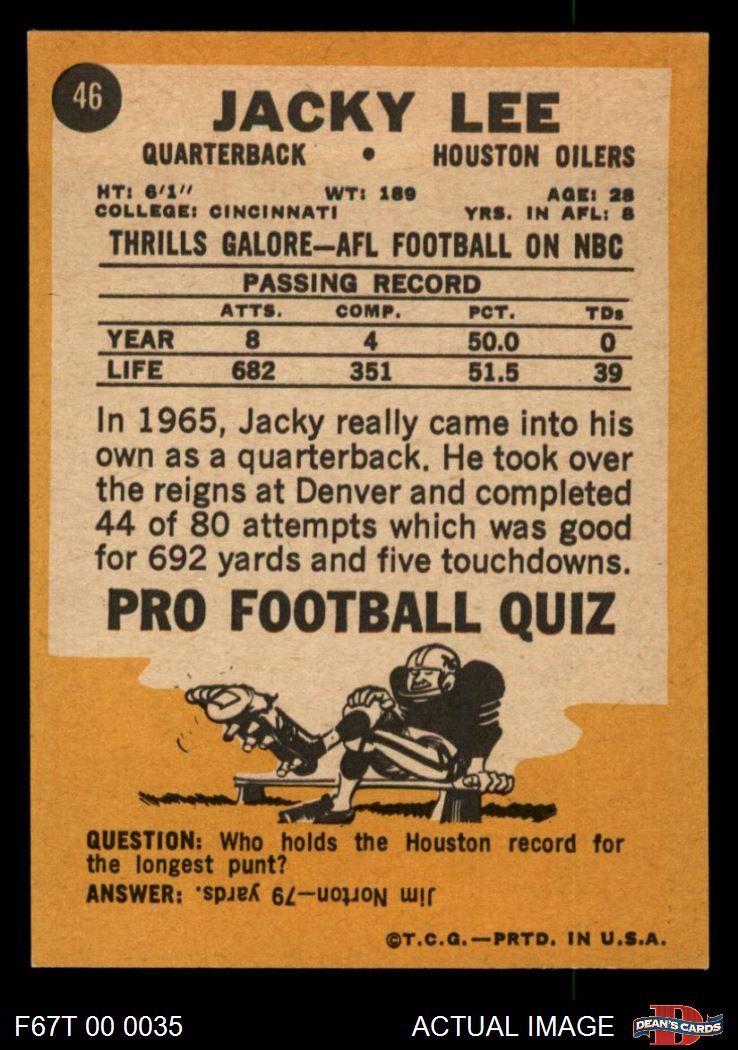 46
JACKY LEE
QUARTERBACK • HOUSTON OILERS
HT: 6'1" WT: 189 AGE: 28
COLLEGE: CINCINNATI YRS. IN AFL: 8
THRILLS GALORE—AFL FOOTBALL ON NBC
PASSING RECORD
ATTS. COMP. PCT. TDs
YEAR 8 4 50.0 0
LIFE 682 351 51.5 39
In 1965, Jacky really came into his
own as a quarterback. He took over
the reigns at Denver and completed
44 of 80 attempts which was good
for 692 yards and five touchdowns.
PRO FOOTBALL QUIZ
QUESTION: Who holds the Houston record for
the longest punt?
ANSWER: Jim Norton—79 yards.
©T.C.G.—PRTD. IN U.S.A.
F67T 00 0035 ACTUAL IMAGE DEAN'S CARDS